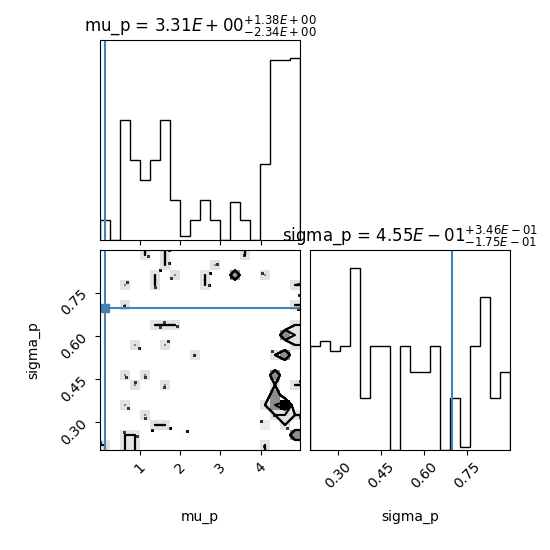 mu_p = 3.31E + 00 +1.38E + 00 −2.34E + 00
sigma_p = 4.55E − 01 +3.46E − 01 −1.75E − 01
sigma_p
0.75
0.60
0.45
0.30
1 2 3 4
0.30 0.45 0.60 0.75
mu_p
sigma_p